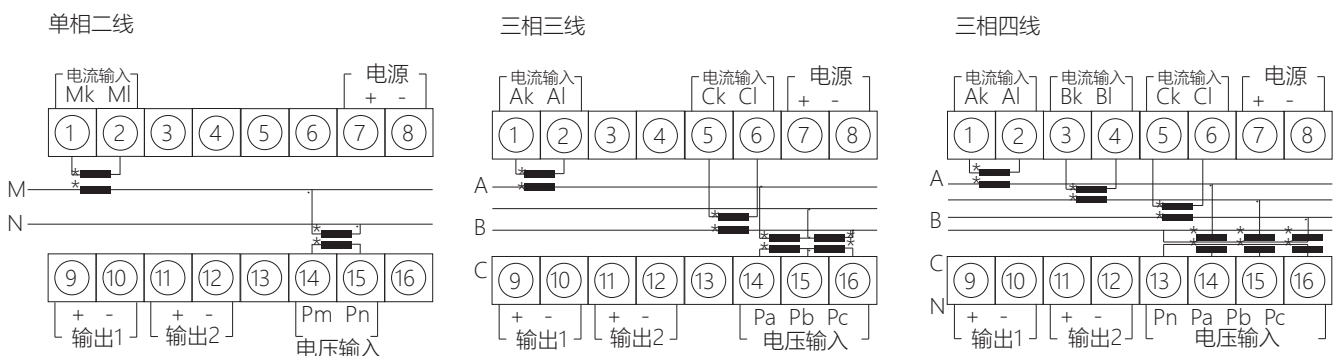 单相二线
三相三线
三相四线
电流输入
Mk Ml
电源
+ -
1 2 3 4 5 6 7 8
* *
M
N
* *
9 10 11 12 13 14 15 16
+ -
输出1
+ -
输出2
Pm Pn
电压输入
电流输入
Ak Al
电流输入
Ck Cl
电源
+ -
1 2 3 4 5 6 7 8
* *
A
B
C
* *
* *
9 10 11 12 13 14 15 16
+ -
输出1
+ -
输出2
Pa Pb Pc
电压输入
电流输入
Ak Al
电流输入
Bk Bl
电流输入
Ck Cl
电源
+ -
1 2 3 4 5 6 7 8
* *
* *
* *
A
B
C
N
* * *
* * *
9 10 11 12 13 14 15 16
+ -
输出1
+ -
输出2
Pn Pa Pb Pc
电压输入